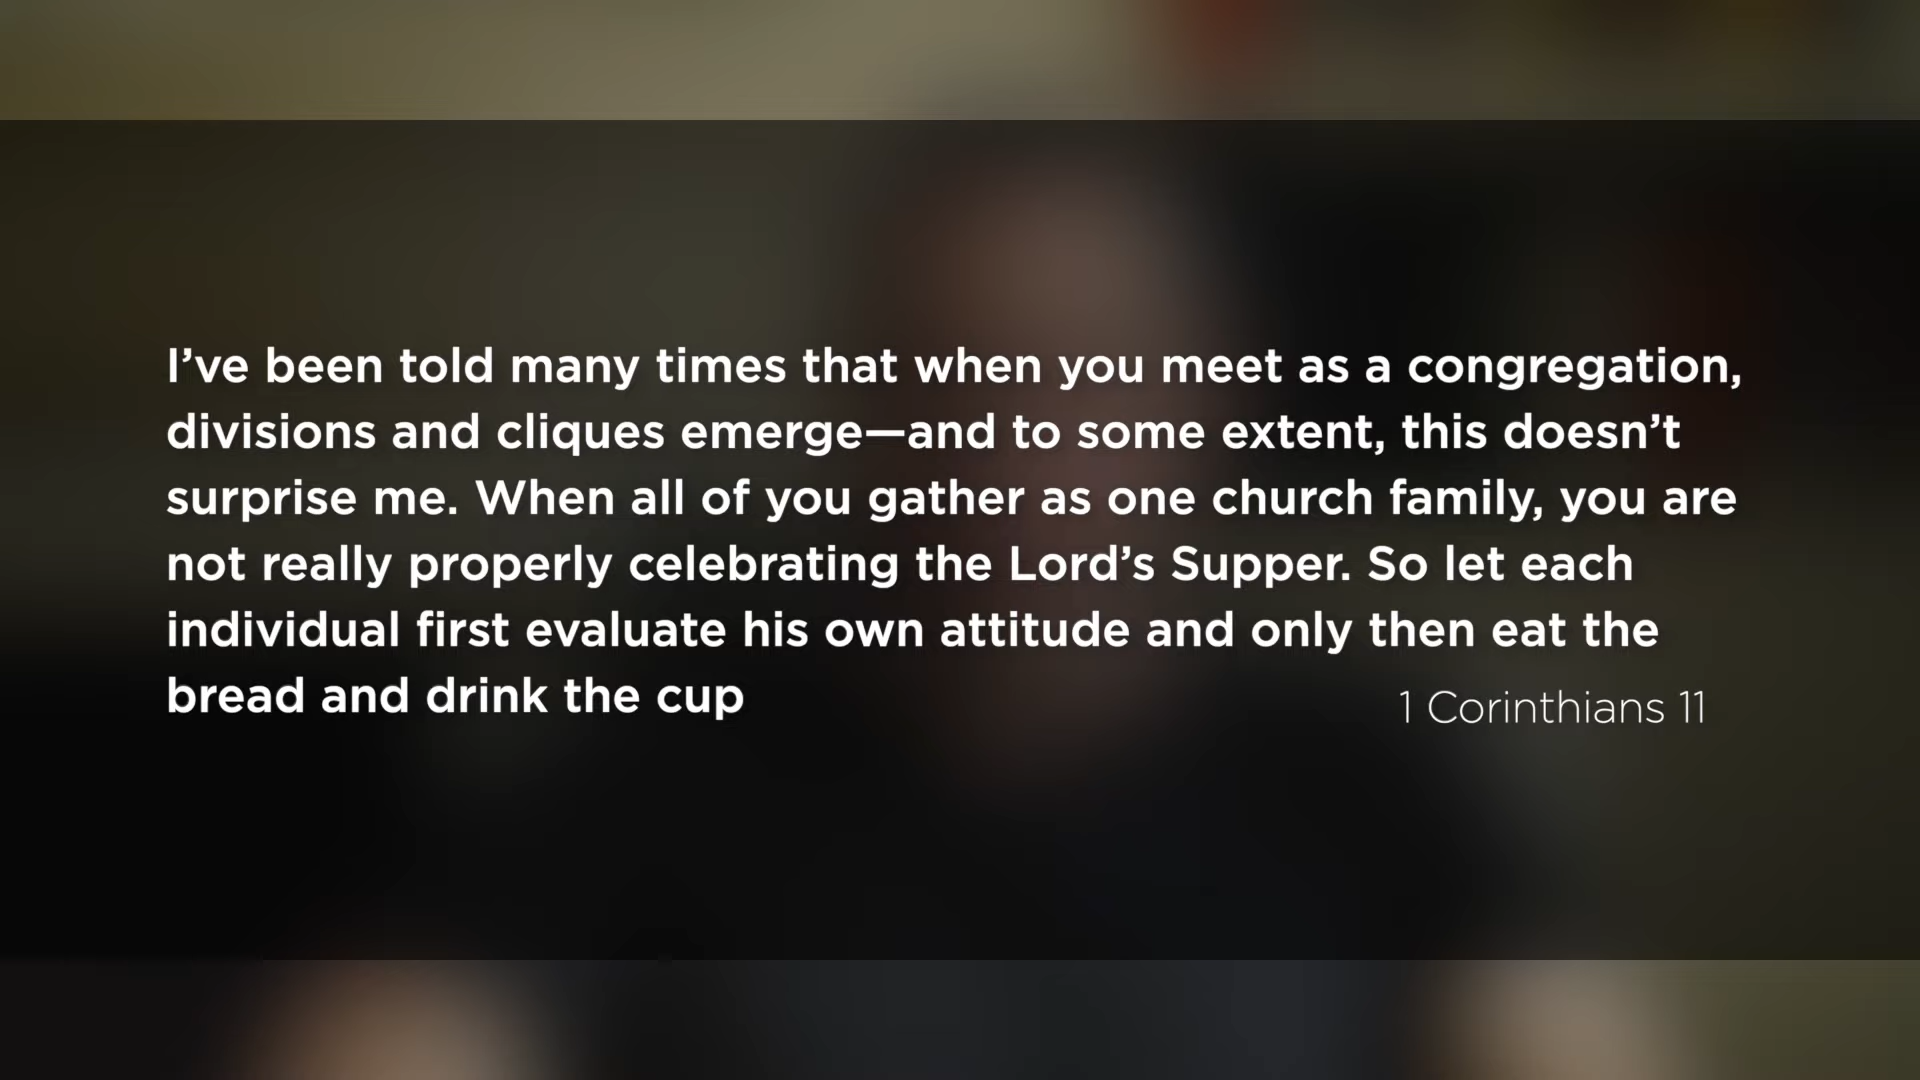 I’ve been told many times that when you meet as a congregation,
divisions and cliques emerge—and to some extent, this doesn’t
surprise me. When all of you gather as one church family, you are
not really properly celebrating the Lord’s Supper. So let each
individual first evaluate his own attitude and only then eat the
bread and drink the cup
1 Corinthians 11